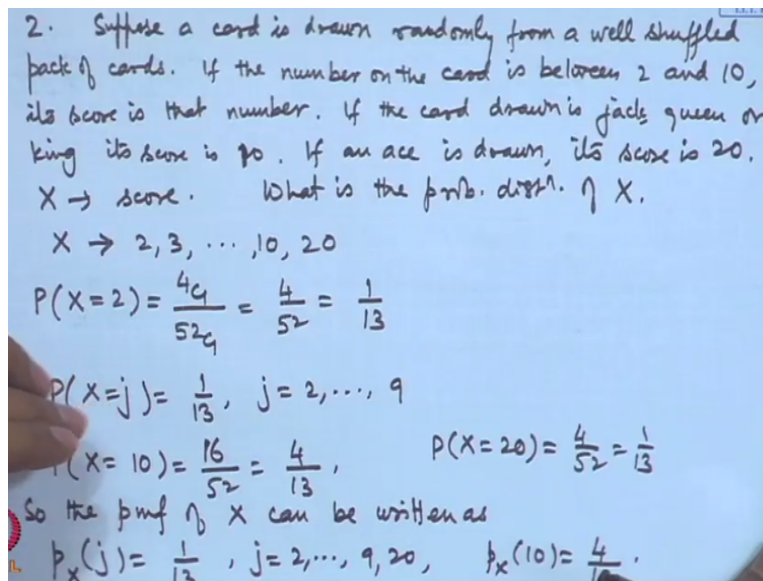 2. Suppose a card is drawn randomly from a well shuffled
pack of cards. If the number on the card is between 2 and 10,
its score is that number. If the card drawn is jack queen or
king its score is 10. If an ace is drawn, its score is 20.
X → score. What is the prob. distⁿ. of X.
X → 2, 3, ..., 10, 20
P(X=2) = ⁴C₁ / ⁵²C₁ = 4/52 = 1/13
P(X=j) = 1/13, j = 2, ..., 9
(X=10) = 16/52 = 4/13, P(X=20) = 4/52 = 1/13
So the pmf of X can be written as
p_X(j) = 1/13, j=2,..., 9, 20, p_X(10) = 4/